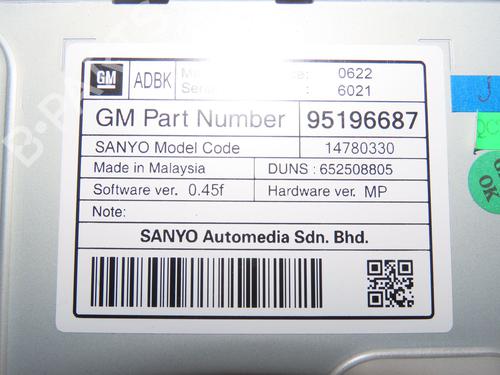 GM ADBK 0622
6021
GM Part Number 95196687
SANYO Model Code 14780330
Made in Malaysia DUNS : 652508805
Software ver. 0.45f Hardware ver. MP
Note:
SANYO Automedia Sdn. Bhd.
OK
B-PARTS